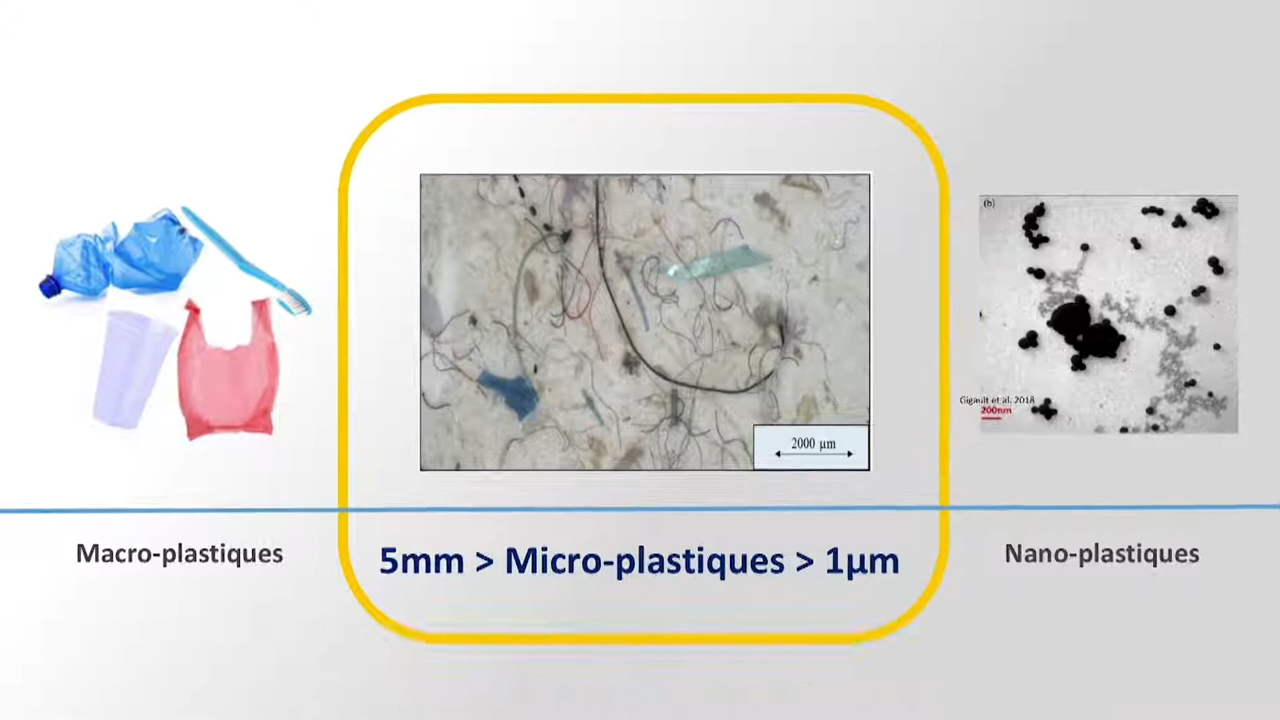 2000 µm
(b)
Gigault et al. 2018
200nm
Macro-plastiques
5mm > Micro-plastiques > 1µm
Nano-plastiques